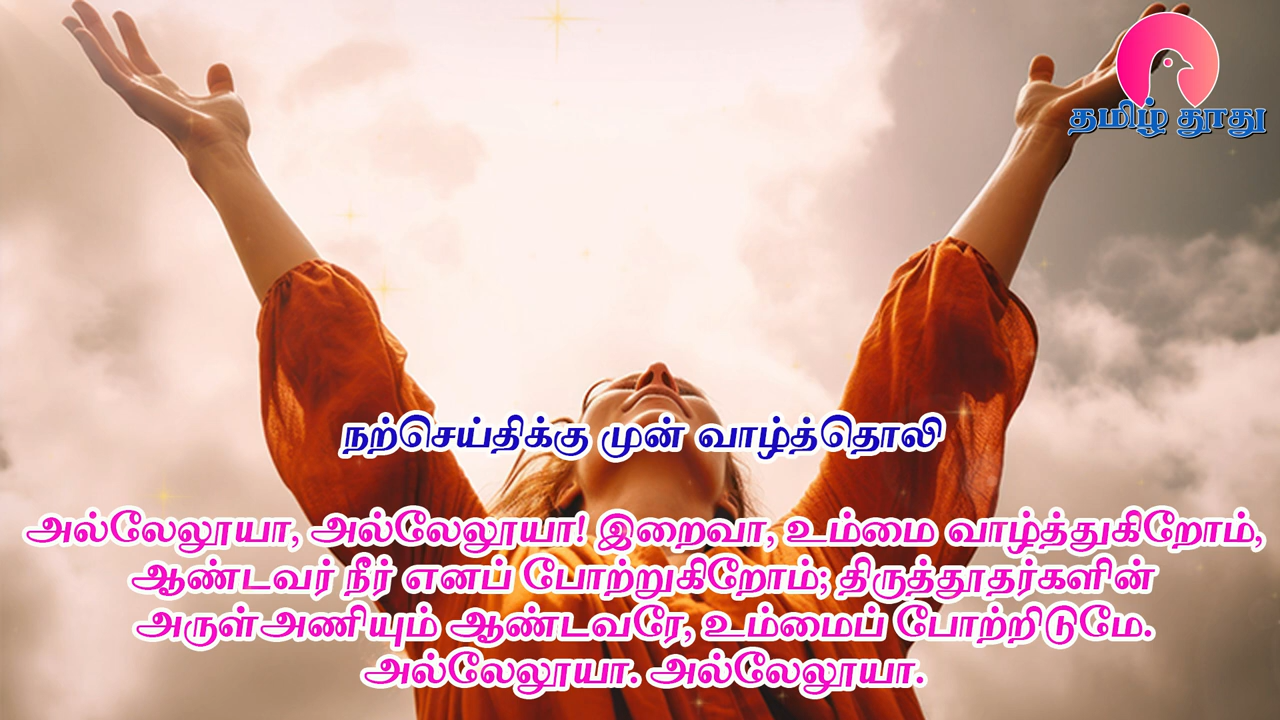 தமிழ் தூது
நற்செய்திக்கு முன் வாழ்த்தொலி
அல்லேலூயா, அல்லேலூயா! இறைவா, உம்மை வாழ்த்துகிறோம்,
ஆண்டவர் நீர் எனப் போற்றுகிறோம்; திருத்தூதர்களின்
அருள்அணியும் ஆண்டவரே, உம்மைப் போற்றிடுமே.
அல்லேலூயா. அல்லேலூயா.